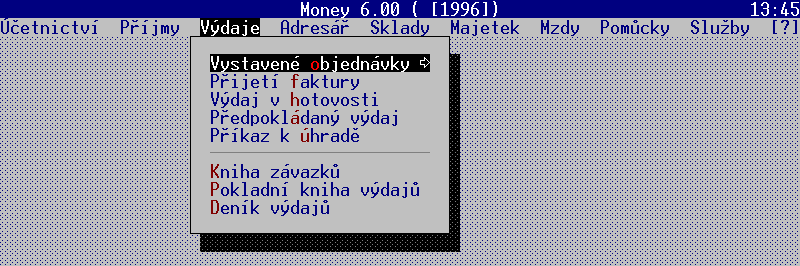 Money 6.00 ( [1996]) 13:45
Účetnictví Příjmy Výdaje Adresář Sklady Majetek Mzdy Pomůcky Služby [?]
Vystavené objednávky ⇨
Přijetí faktury
Výdaj v hotovosti
Předpokládaný výdaj
Příkaz k úhradě
Kniha závazků
Pokladní kniha výdajů
Deník výdajů